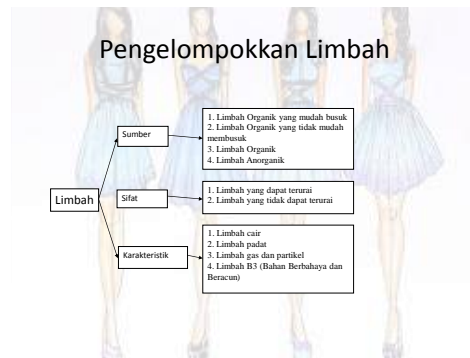 Pengelompokkan Limbah
Limbah
Sumber
1. Limbah Organik yang mudah busuk
2. Limbah Organik yang tidak mudah
membusuk
3. Limbah Organik
4. Limbah Anorganik
Sifat
1. Limbah yang dapat terurai
2. Limbah yang tidak dapat terurai
Karakteristik
1. Limbah cair
2. Limbah padat
3. Limbah gas dan partikel
4. Limbah B3 (Bahan Berbahaya dan
Beracun)